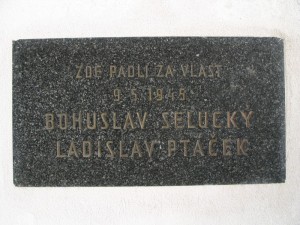 ZDE PADLI ZA VLAST
9.5.1945
BOHUSLAV SELUCKÝ
LADISLAV PTÁČEK